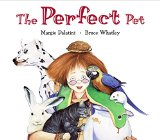 The Perfect Pet
Margie Palatini • Bruce Whatley